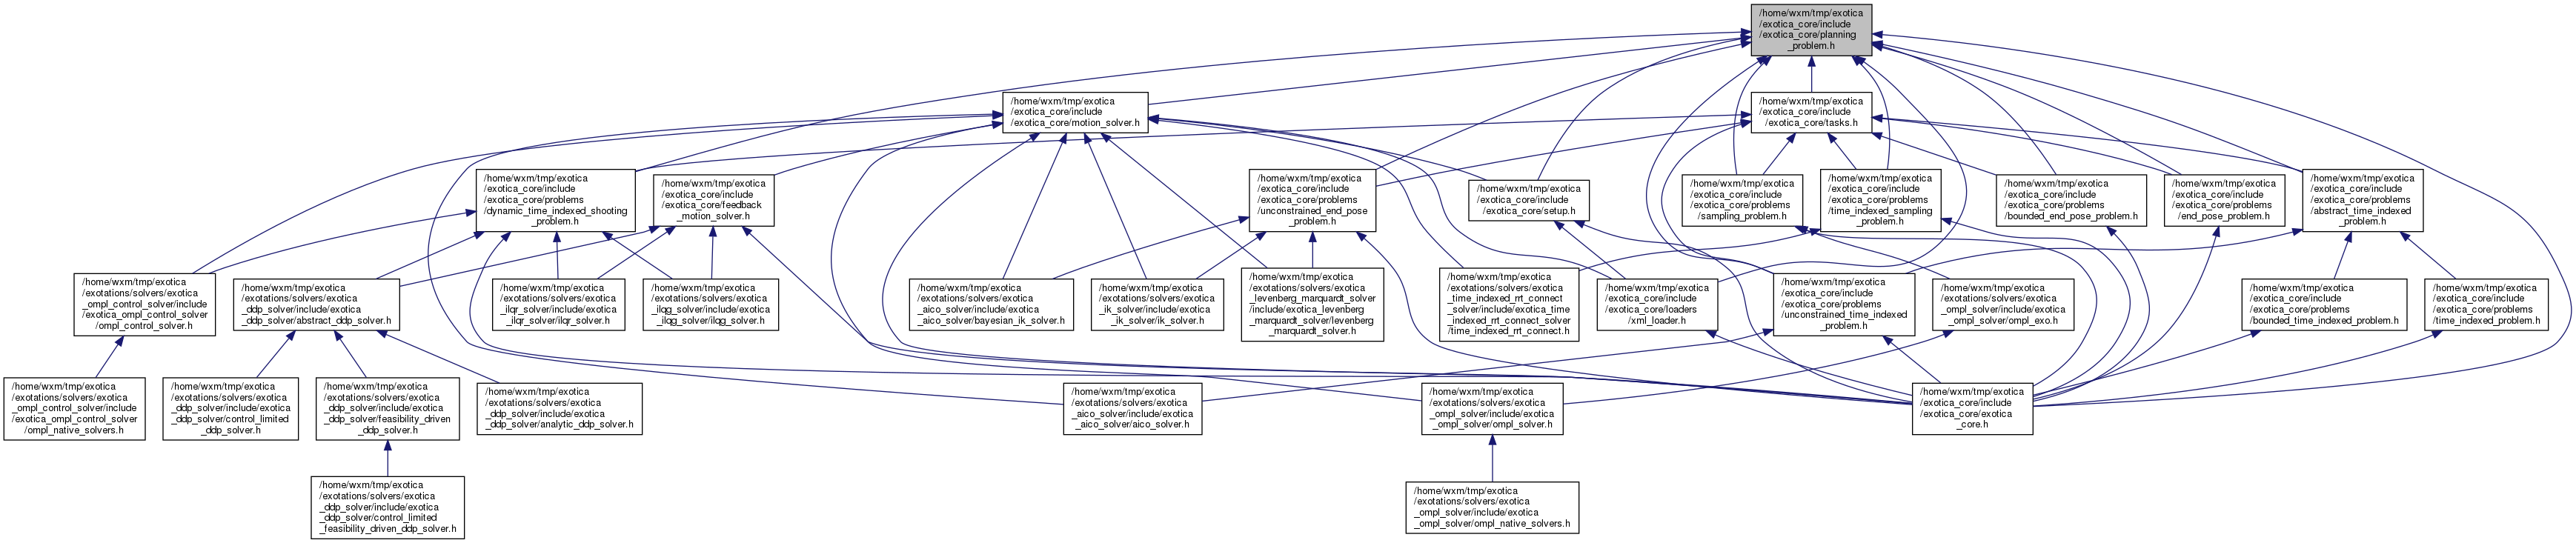 /home/wxm/tmp/exotica
/exotica_core/include
/exotica_core/planning
_problem.h
/home/wxm/tmp/exotica
/exotica_core/include
/exotica_core/motion_solver.h
/home/wxm/tmp/exotica
/exotica_core/include
/exotica_core/tasks.h
/home/wxm/tmp/exotica
/exotica_core/include
/exotica_core/problems
/dynamic_time_indexed_shooting
_problem.h
/home/wxm/tmp/exotica
/exotica_core/include
/exotica_core/feedback
_motion_solver.h
/home/wxm/tmp/exotica
/exotica_core/include
/exotica_core/problems
/unconstrained_end_pose
_problem.h
/home/wxm/tmp/exotica
/exotica_core/include
/exotica_core/setup.h
/home/wxm/tmp/exotica
/exotica_core/include
/exotica_core/problems
/sampling_problem.h
/home/wxm/tmp/exotica
/exotica_core/include
/exotica_core/problems
/time_indexed_sampling
_problem.h
/home/wxm/tmp/exotica
/exotica_core/include
/exotica_core/problems
/bounded_end_pose_problem.h
/home/wxm/tmp/exotica
/exotica_core/include
/exotica_core/problems
/end_pose_problem.h
/home/wxm/tmp/exotica
/exotica_core/include
/exotica_core/problems
/abstract_time_indexed
_problem.h
/home/wxm/tmp/exotica
/exotations/solvers/exotica
_ompl_control_solver/include
/exotica_ompl_control_solver
/ompl_control_solver.h
/home/wxm/tmp/exotica
/exotations/solvers/exotica
_ddp_solver/include/exotica
_ddp_solver/abstract_ddp_solver.h
/home/wxm/tmp/exotica
/exotations/solvers/exotica
_ilqr_solver/include/exotica
_ilqr_solver/ilqr_solver.h
/home/wxm/tmp/exotica
/exotations/solvers/exotica
_ilqg_solver/include/exotica
_ilqg_solver/ilqg_solver.h
/home/wxm/tmp/exotica
/exotations/solvers/exotica
_aico_solver/include/exotica
_aico_solver/bayesian_ik_solver.h
/home/wxm/tmp/exotica
/exotations/solvers/exotica
_ik_solver/include/exotica
_ik_solver/ik_solver.h
/home/wxm/tmp/exotica
/exotations/solvers/exotica
_levenberg_marquardt_solver
/include/exotica_levenberg
_marquardt_solver/levenberg
_marquardt_solver.h
/home/wxm/tmp/exotica
/exotations/solvers/exotica
_time_indexed_rrt_connect
_solver/include/exotica_time
_indexed_rrt_connect_solver
/time_indexed_rrt_connect.h
/home/wxm/tmp/exotica
/exotica_core/include
/exotica_core/loaders
/xml_loader.h
/home/wxm/tmp/exotica
/exotica_core/include
/exotica_core/problems
/unconstrained_time_indexed
_problem.h
/home/wxm/tmp/exotica
/exotations/solvers/exotica
_ompl_solver/include/exotica
_ompl_solver/ompl_exo.h
/home/wxm/tmp/exotica
/exotica_core/include
/exotica_core/problems
/bounded_time_indexed_problem.h
/home/wxm/tmp/exotica
/exotica_core/include
/exotica_core/problems
/time_indexed_problem.h
/home/wxm/tmp/exotica
/exotations/solvers/exotica
_ompl_control_solver/include
/exotica_ompl_control_solver
/ompl_native_solvers.h
/home/wxm/tmp/exotica
/exotations/solvers/exotica
_ddp_solver/include/exotica
_ddp_solver/control_limited
_ddp_solver.h
/home/wxm/tmp/exotica
/exotations/solvers/exotica
_ddp_solver/include/exotica
_ddp_solver/feasibility_driven
_ddp_solver.h
/home/wxm/tmp/exotica
/exotations/solvers/exotica
_ddp_solver/include/exotica
_ddp_solver/analytic_ddp_solver.h
/home/wxm/tmp/exotica
/exotations/solvers/exotica
_aico_solver/include/exotica
_aico_solver/aico_solver.h
/home/wxm/tmp/exotica
/exotations/solvers/exotica
_ompl_solver/include/exotica
_ompl_solver/ompl_solver.h
/home/wxm/tmp/exotica
/exotica_core/include
/exotica_core/exotica
_core.h
/home/wxm/tmp/exotica
/exotations/solvers/exotica
_ddp_solver/include/exotica
_ddp_solver/control_limited
_feasibility_driven_ddp_solver.h
/home/wxm/tmp/exotica
/exotations/solvers/exotica
_ompl_solver/include/exotica
_ompl_solver/ompl_native_solvers.h